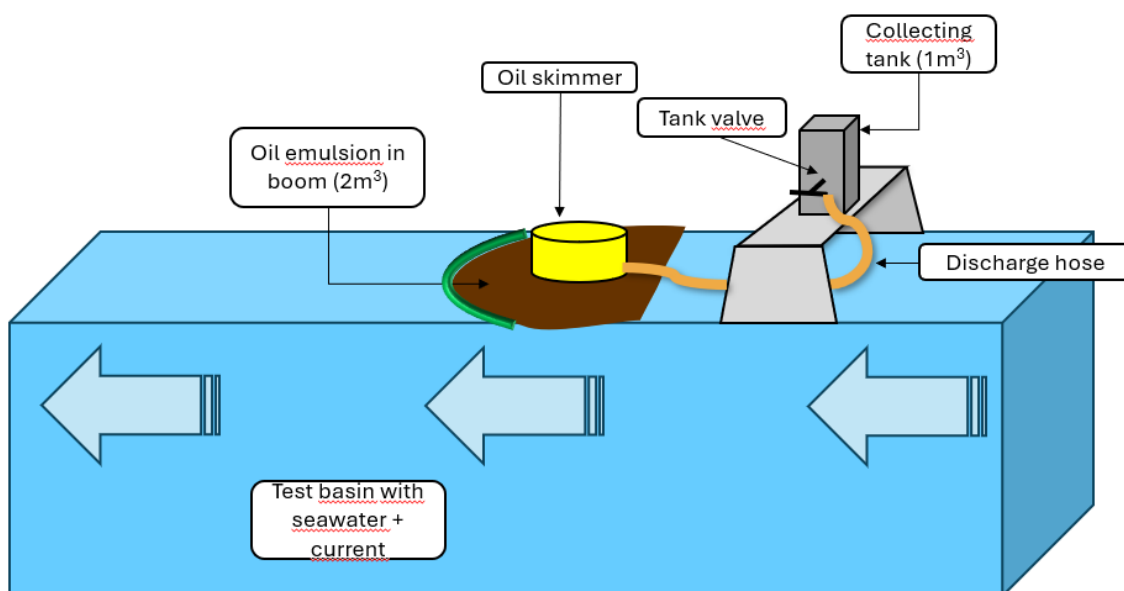 Collecting
tank (1m³)
Oil skimmer
Tank valve
Oil emulsion in
boom (2m³)
Discharge hose
Test basin with
seawater +
current